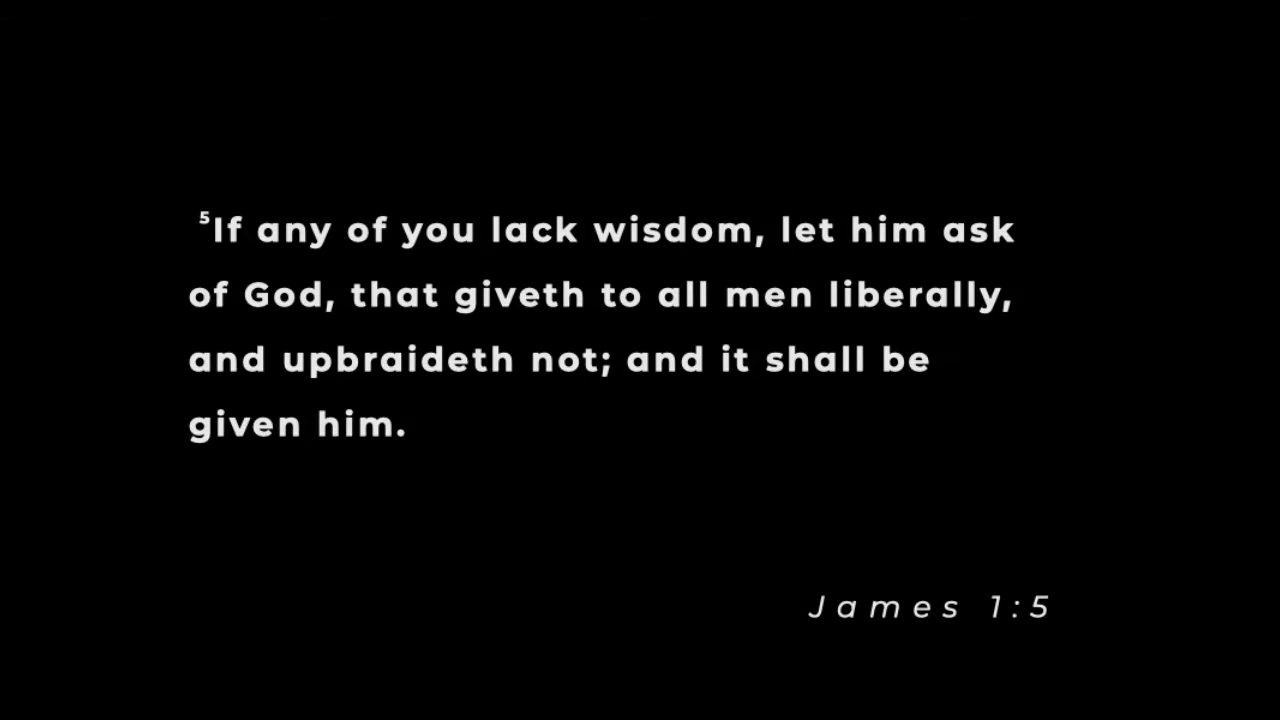 ⁵If any of you lack wisdom, let him ask
of God, that giveth to all men liberally,
and upbraideth not; and it shall be
given him.
James 1:5